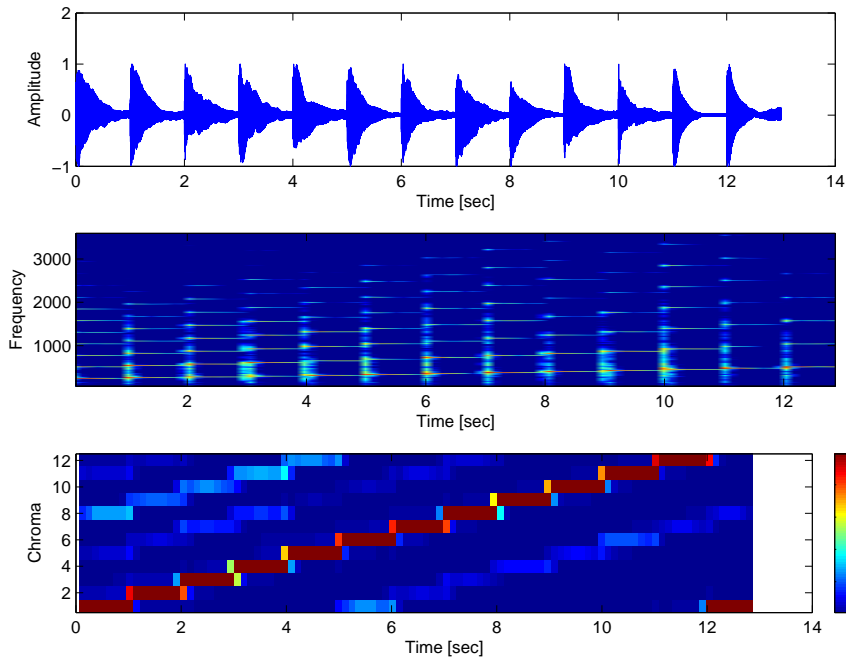 2
1
0
−1
Amplitude
0 2 4 6 8 10 12 14
Time [sec]
3000
2000
1000
Frequency
2 4 6 8 10 12
Time [sec]
12
10
8
6
4
2
Chroma
0 2 4 6 8 10 12 14
Time [sec]